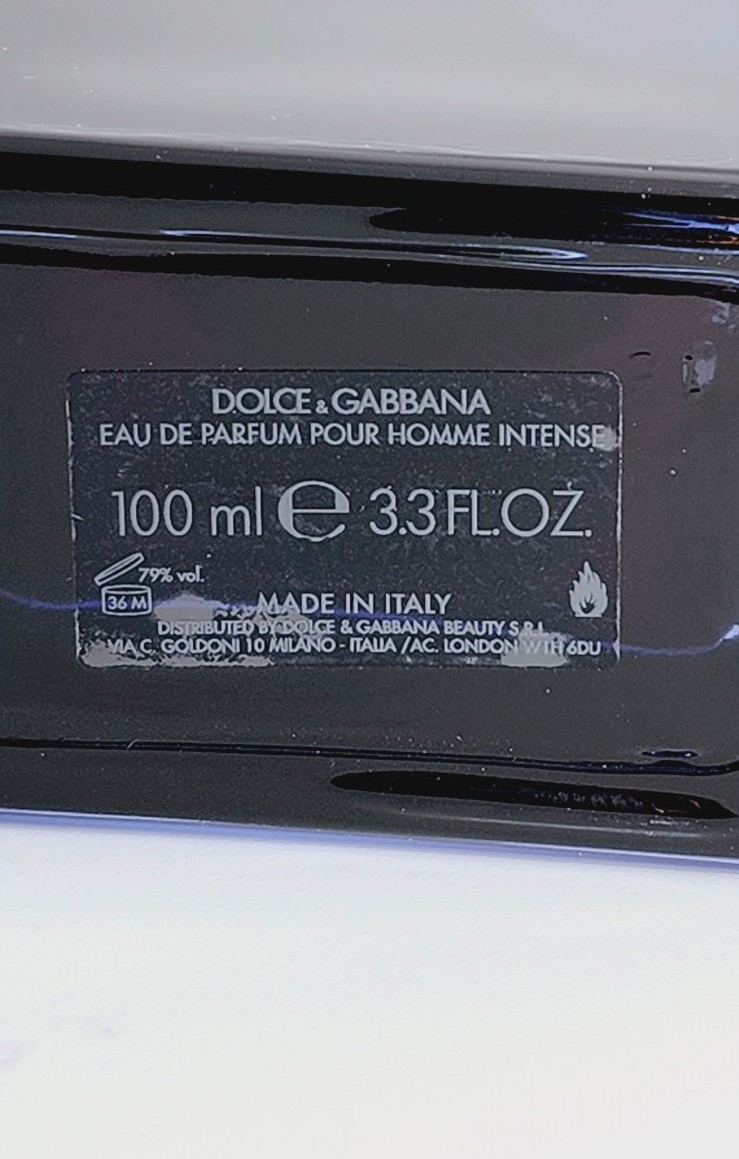 DOLCE & GABBANA
EAU DE PARFUM POUR HOMME INTENSE
100 ml e 3.3 FL.OZ.
79% vol.
36 M
MADE IN ITALY
DISTRIBUTED BY DOLCE & GABBANA BEAUTY S.R.L.
VIA C. GOLDONI 10 MILANO - ITALIA /AC. LONDON W1H 6DU